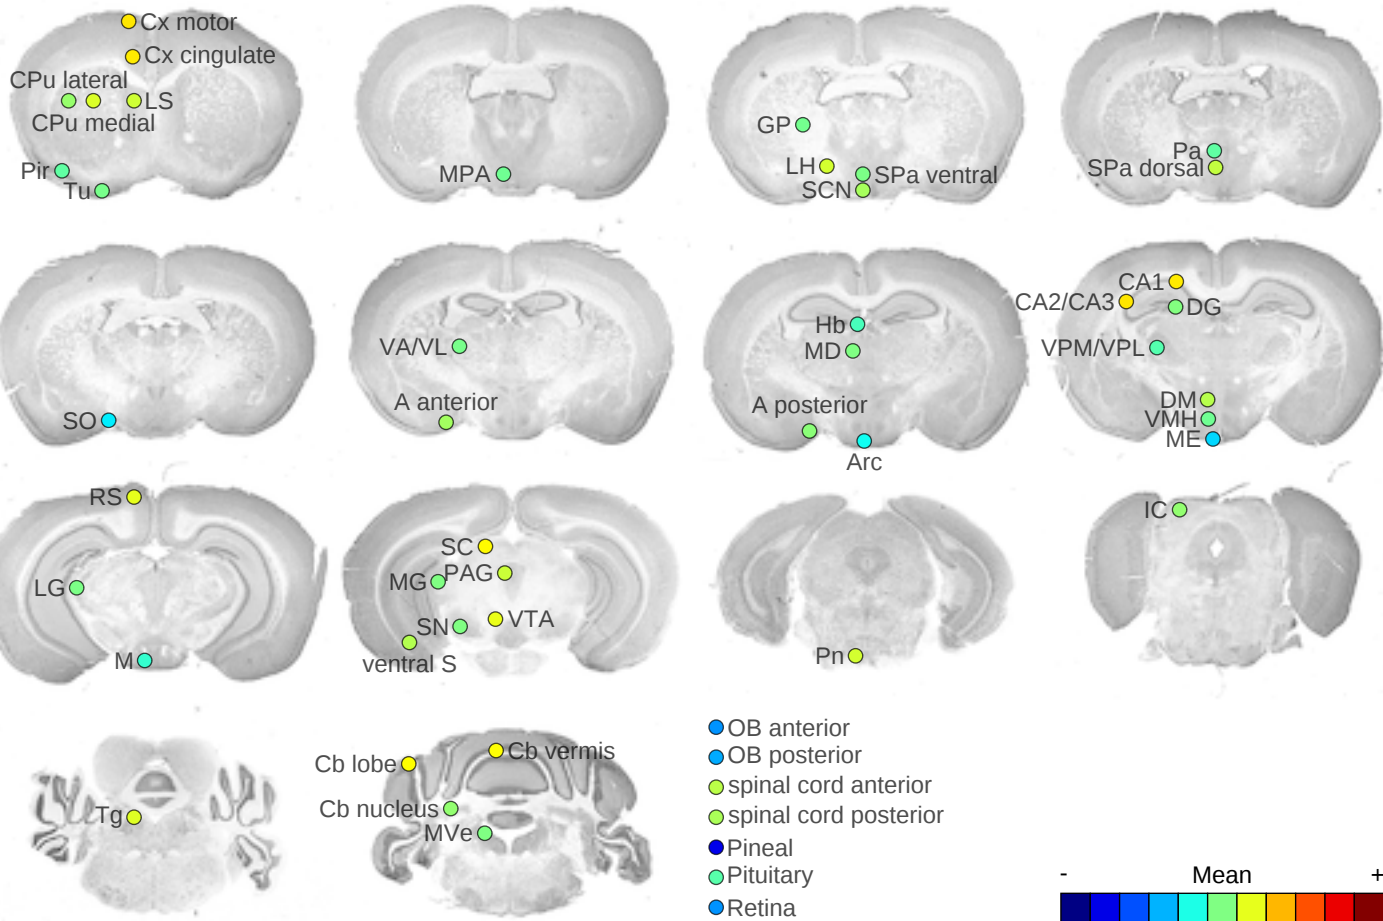 Cx motor
Cx cingulate
CPu lateral
LS
CPu medial
Pir
Tu
MPA
GP
LH
SPa ventral
SCN
Pa
SPa dorsal
SO
VA/VL
A anterior
Hb
MD
A posterior
Arc
CA1
CA2/CA3
DG
VPM/VPL
DM
VMH
ME
RS
LG
M
SC
PAG
MG
VTA
SN
ventral S
Pn
IC
Tg
Cb lobe
Cb vermis
Cb nucleus
MVe
OB anterior
OB posterior
spinal cord anterior
spinal cord posterior
Pineal
Pituitary
Retina
- Mean +